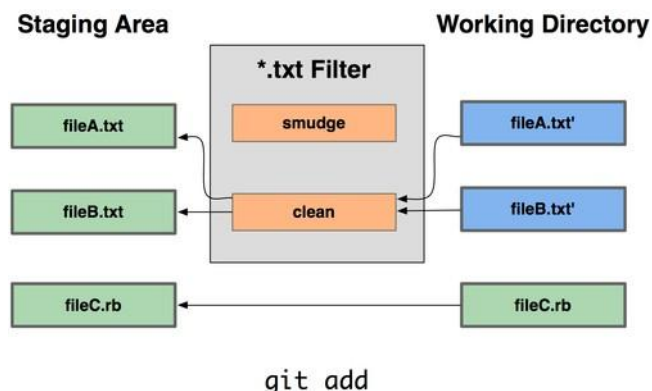 Staging Area
Working Directory
*.txt Filter
fileA.txt
smudge
fileA.txt'
fileB.txt
clean
fileB.txt'
fileC.rb
fileC.rb
git add